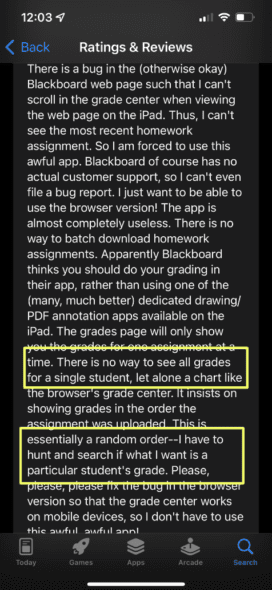 12:03
Back
Ratings & Reviews
There is a bug in the (otherwise okay)
Blackboard web page such that I can't
scroll in the grade center when viewing
the web page on the iPad. Thus, I can't
see the most recent homework
assignment. So I am forced to use this
awful app. Blackboard of course has no
actual customer support, so I can't even
file a bug report. I just want to be able to
use the browser version! The app is
almost completely useless. There is no
way to batch download homework
assignments. Apparently Blackboard
thinks you should do your grading in
their app, rather than using one of the
(many, much better) dedicated drawing/
PDF annotation apps available on the
iPad. The grades page will only show
you the grades for one assignment at a
time. There is no way to see all grades
for a single student, let alone a chart like
the browser's grade center. It insists on
showing grades in the order the
assignment was uploaded. This is
essentially a random order--I have to
hunt and search if what I want is a
particular student's grade. Please,
please, please fix the bug in the browser
version so that the grade center works
on mobile devices, so I don't have to use
this awful, awful app!
Today
Games
Apps
Arcade
Search